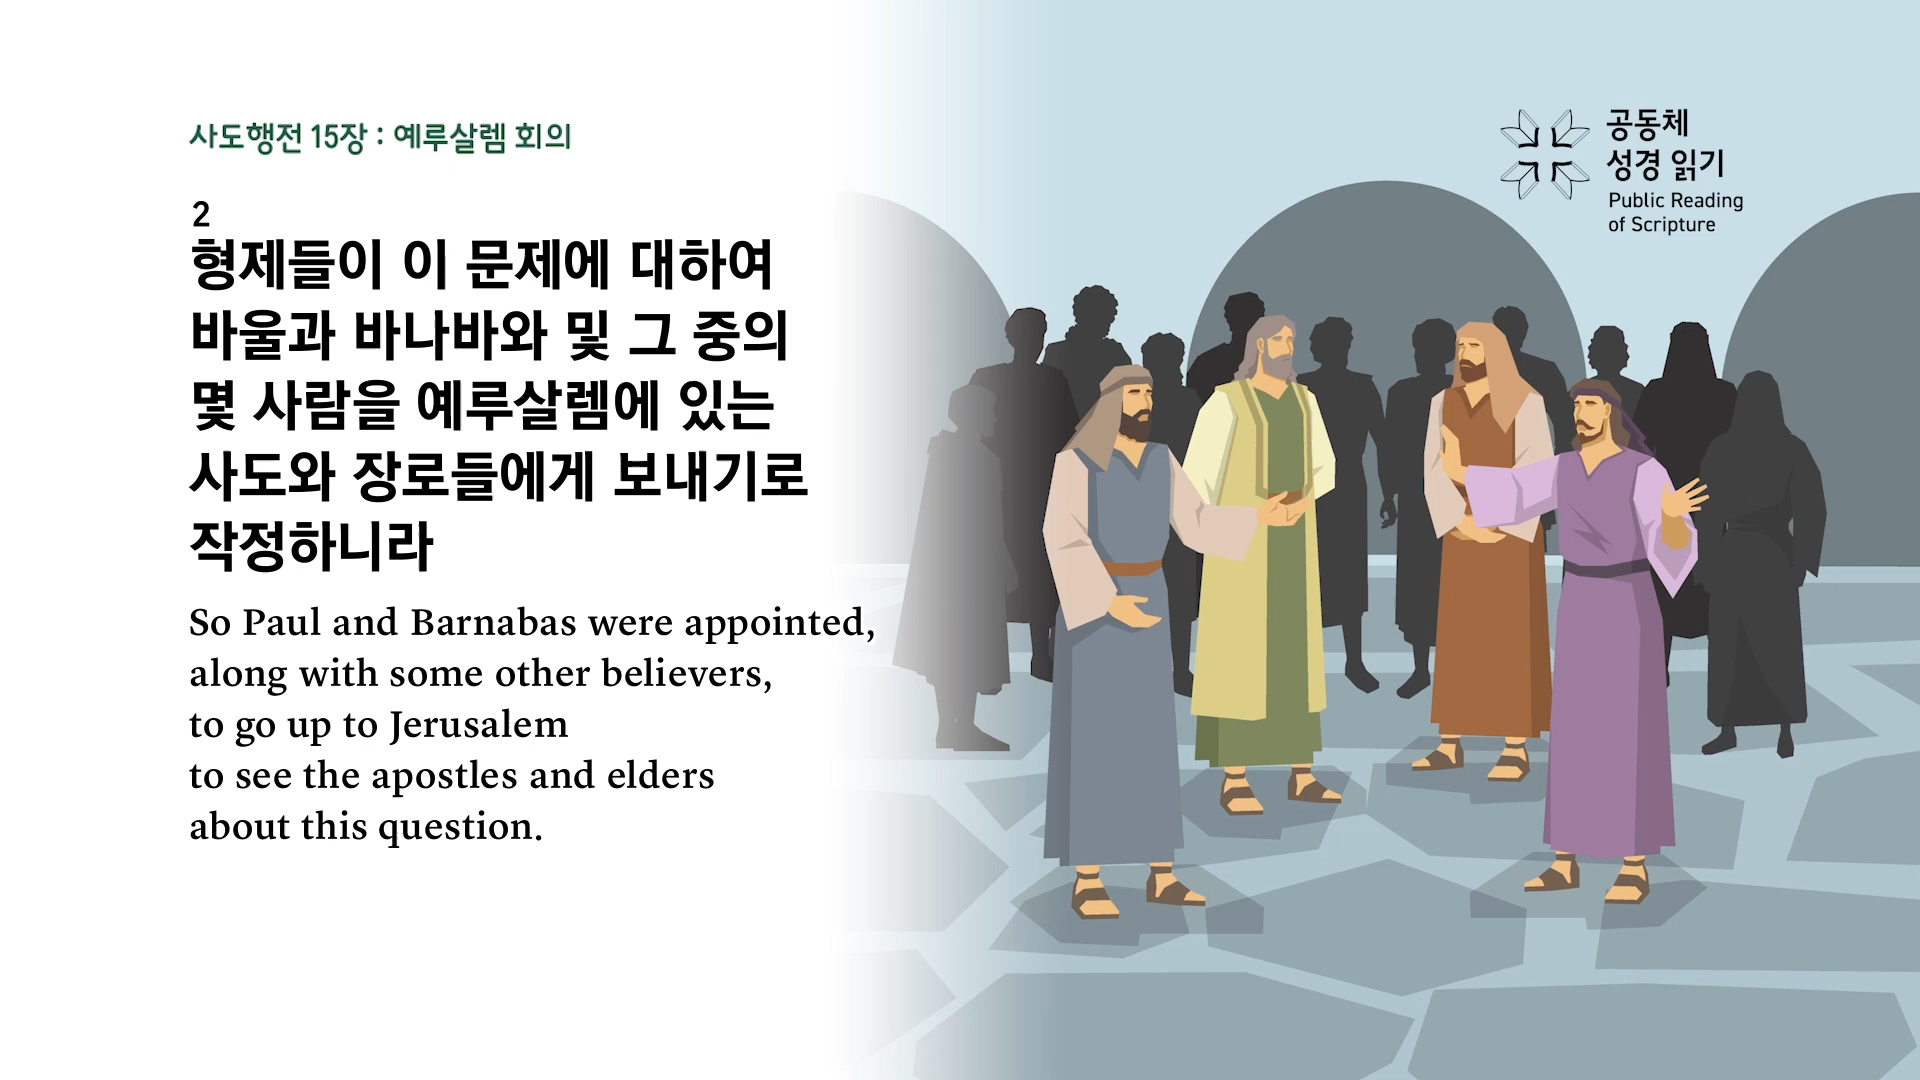 사도행전 15장 : 예루살렘 회의
2
형제들이 이 문제에 대하여
바울과 바나바와 및 그 중의
몇 사람을 예루살렘에 있는
사도와 장로들에게 보내기로
작정하니라
So Paul and Barnabas were appointed,
along with some other believers,
to go up to Jerusalem
to see the apostles and elders
about this question.
공동체
성경 읽기
Public Reading
of Scripture